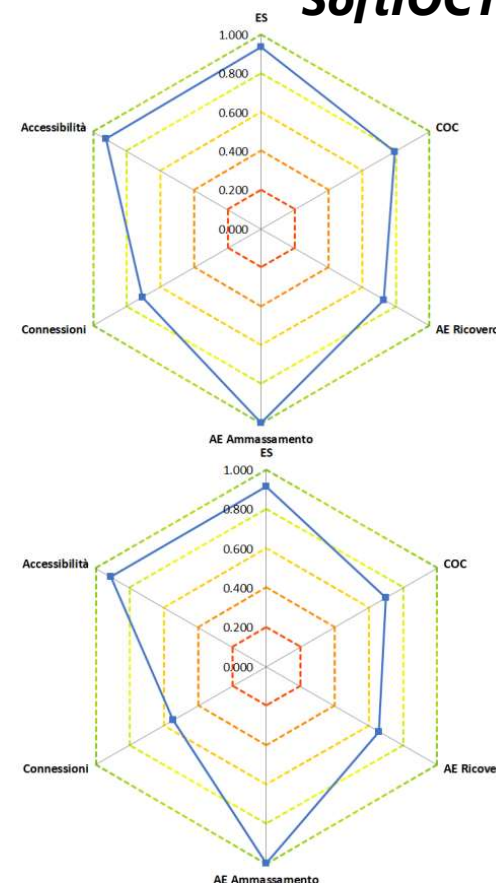 ES
1.000
0.800
0.600
0.400
0.200
0.000
Accessibilità
COC
Connessioni
AE Ricovero
AE Ammassamento
ES
1.000
0.800
0.600
0.400
0.200
0.000
Accessibilità
COC
Connessioni
AE Ricove
AE Ammassamento